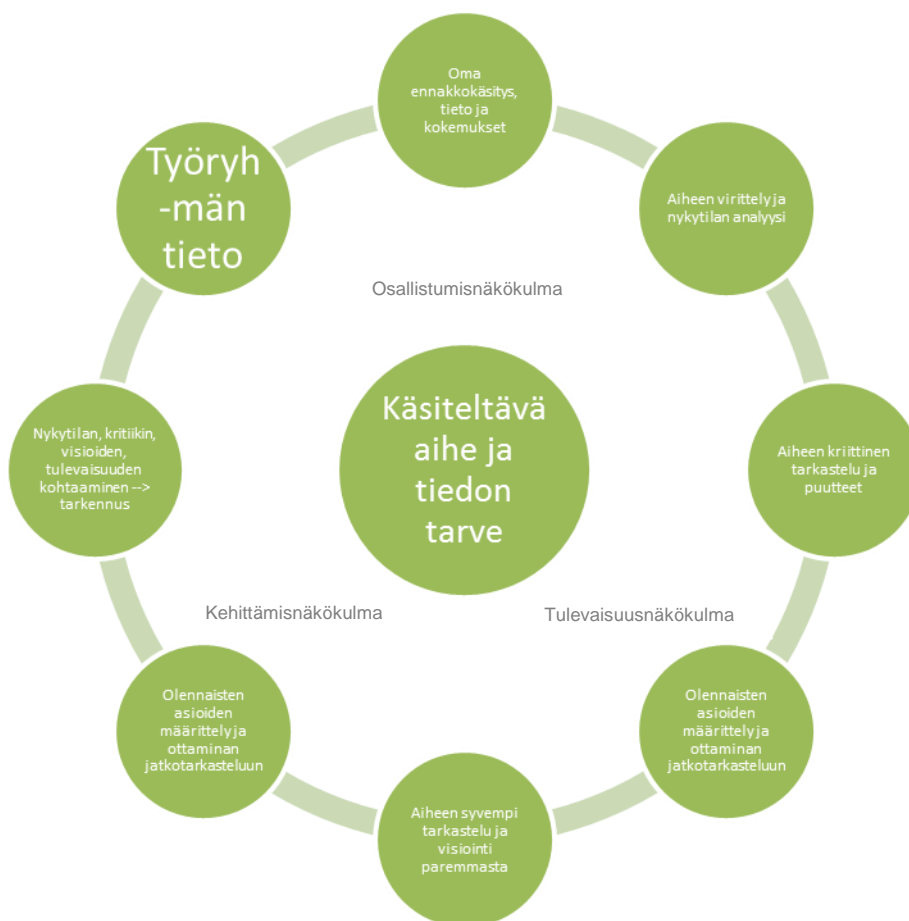 Oma
ennakkokäsitys,
tieto ja
kokemukset
Työryh
-män
tieto
Aiheen virittely ja
nykytilan analyysi
Osallistumisnäkökulma
Käsiteltävä
aihe ja
tiedon
tarve
Nykytilan, kritiikin,
visioiden,
tulevaisuuden
kohtaaminen -->
tarkennus
Aiheen kriittinen
tarkastelu ja
puutteet
Kehittämisnäkökulma
Tulevaisuusnäkökulma
Olennaisten
asioiden
määrittely ja
ottaminan
jatkotarkasteluun
Olennaisten
asioiden
määrittely ja
ottaminan
jatkotarkasteluun
Aiheen syvempi
tarkastelu ja
visiointi
paremmasta